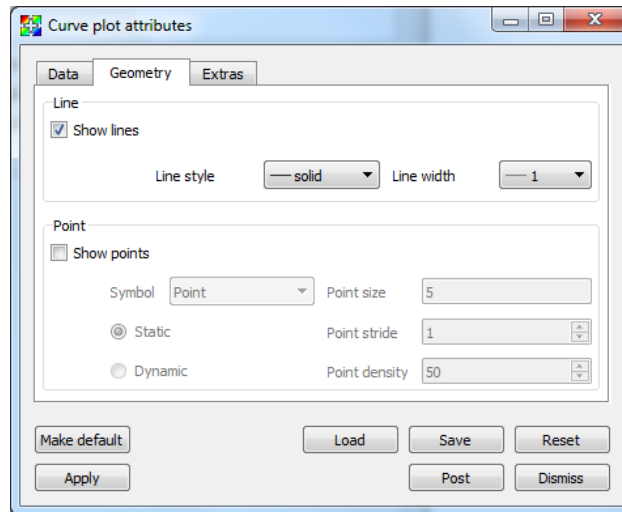 Curve plot attributes
Data Geometry Extras
Line
Show lines
Line style solid Line width 1
Point
Show points
Symbol Point Point size 5
Static Point stride 1
Dynamic Point density 50
Make default Load Save Reset
Apply Post Dismiss